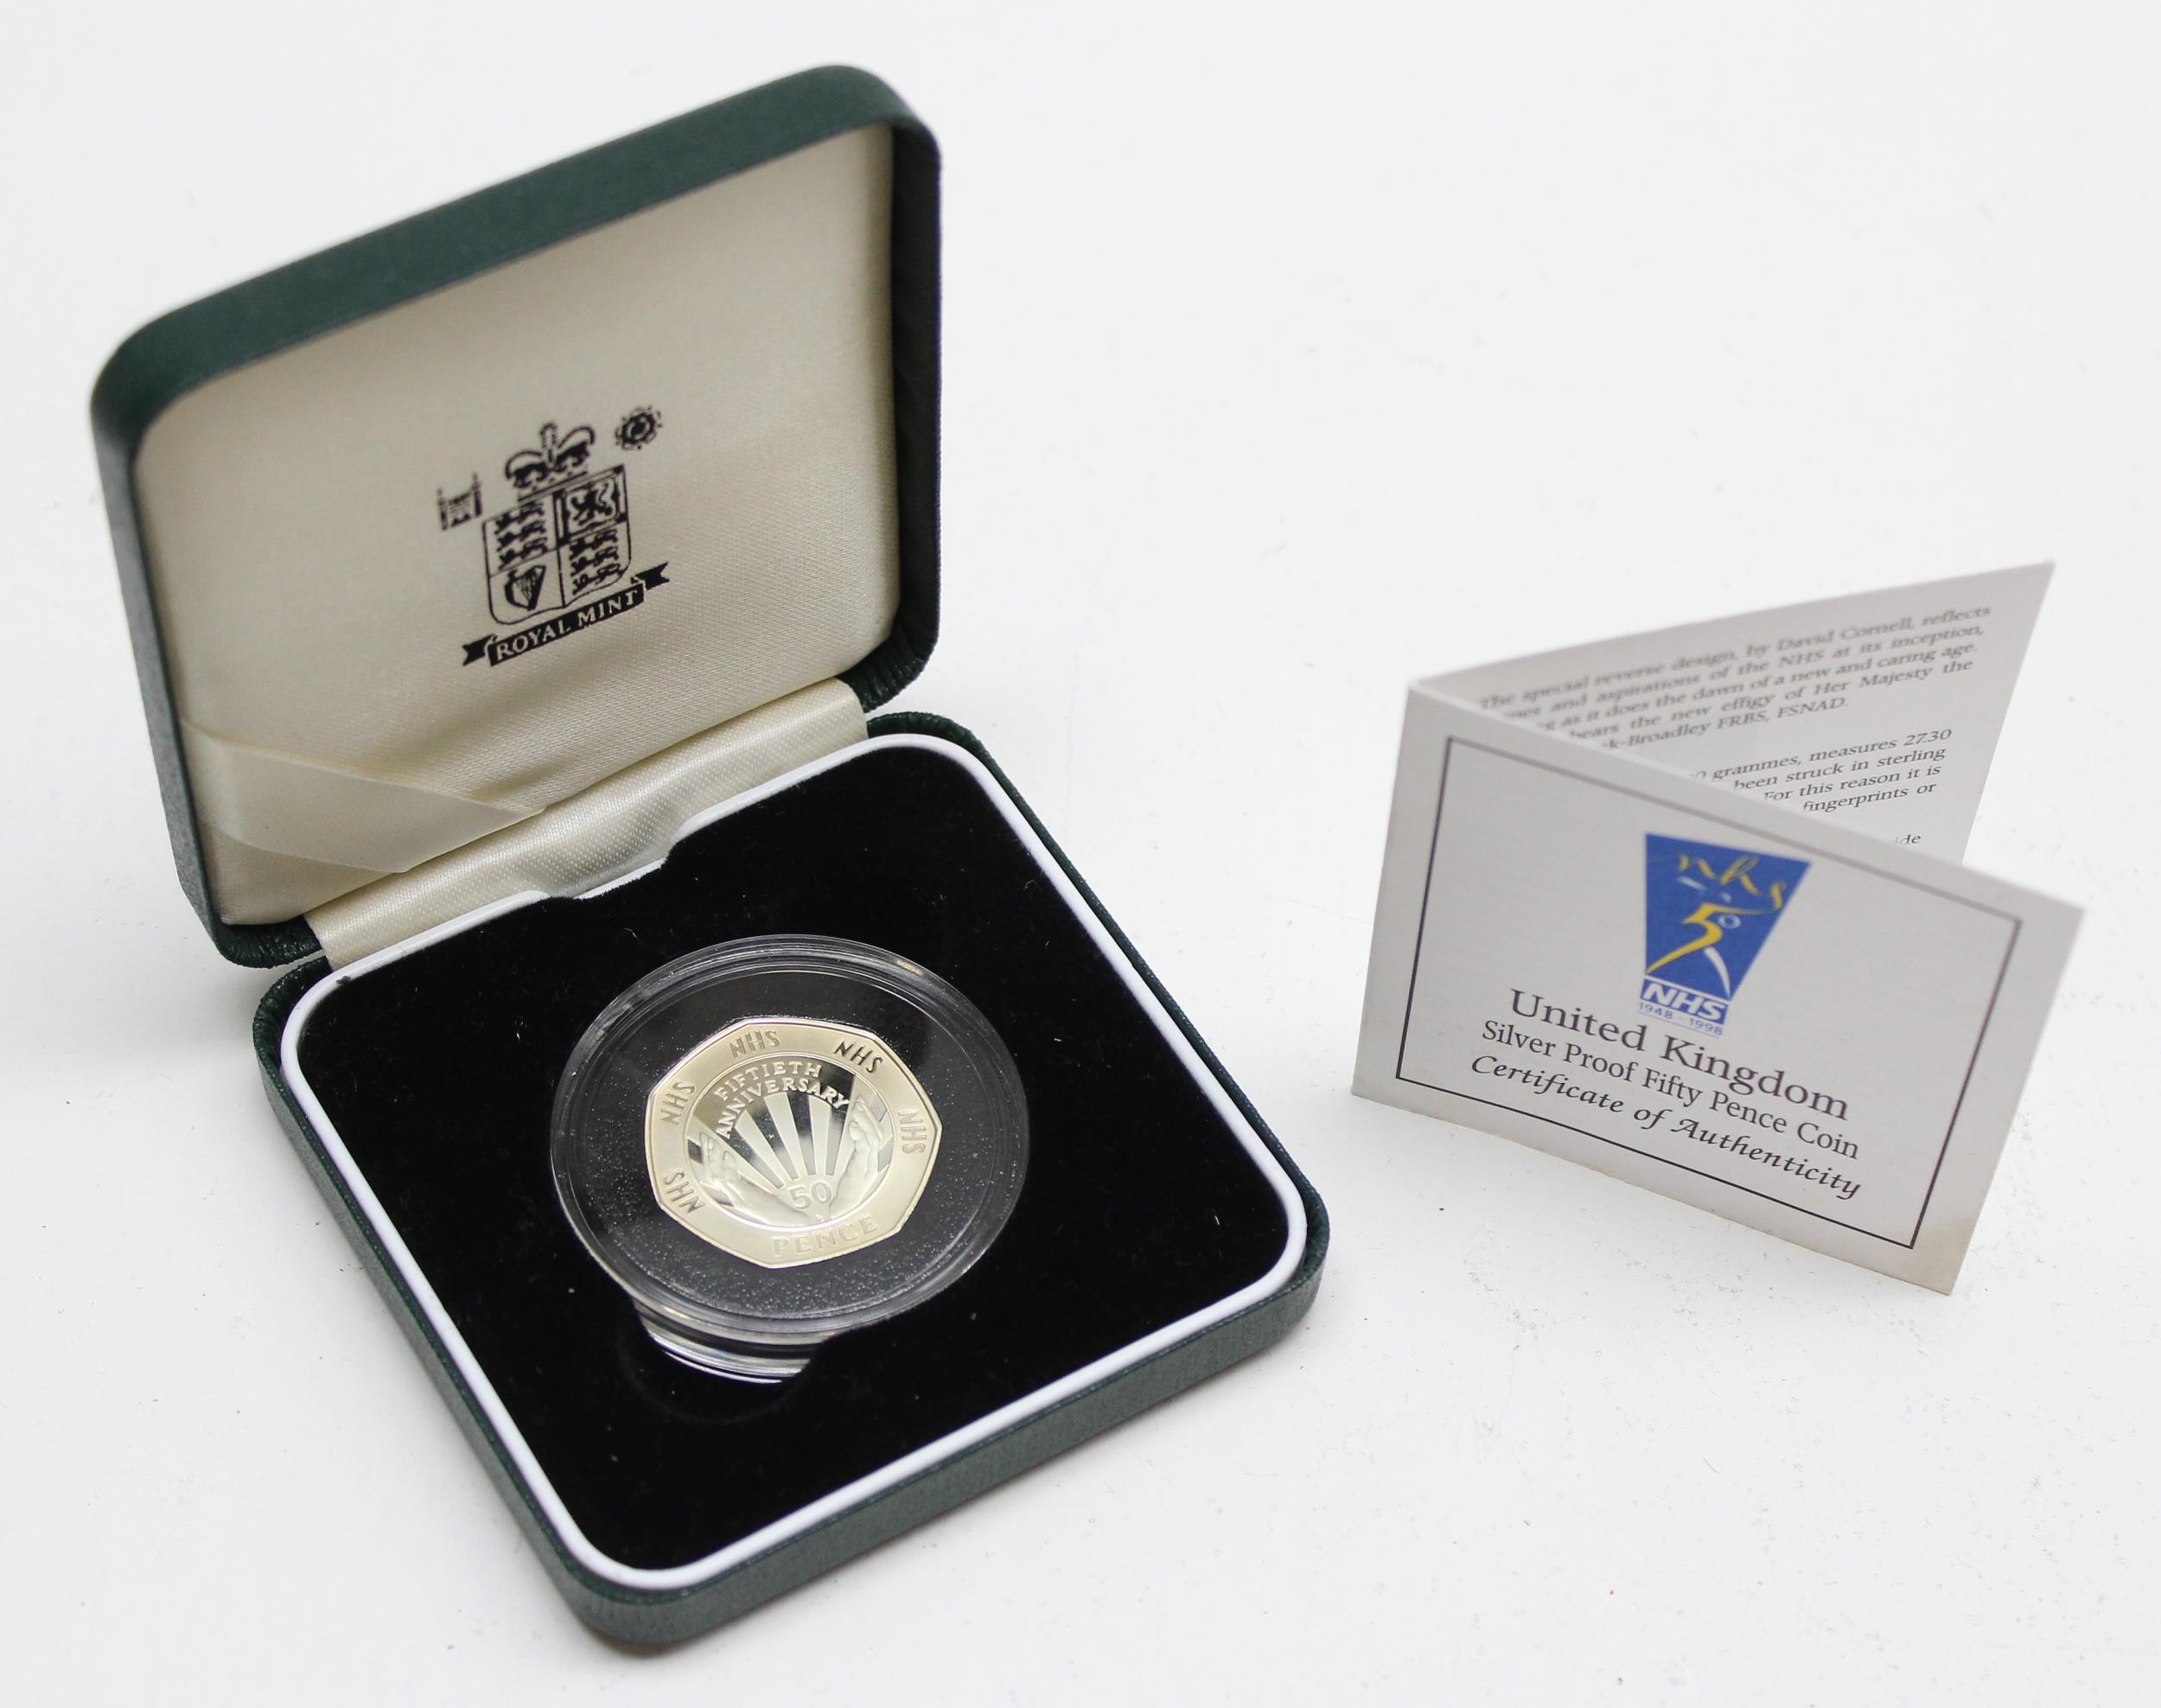 ROYAL MINT
NHS
NHS
NHS
NHS
NHS
NHS
FIFTIETH
ANNIVERSARY
50
PENCE
The special reverse design, by David Cornell, reflects
and aspirations of the NHS at its inception,
as it does the dawn of a new and caring age.
bears the new effigy of Her Majesty the
-Broadley FRBS, FSNAD.
grammes, measures 27.30
been struck in sterling
For this reason it is
fingerprints or
nhs
50
NHS
1948 - 1998
United Kingdom
Silver Proof Fifty Pence Coin
Certificate of Authenticity